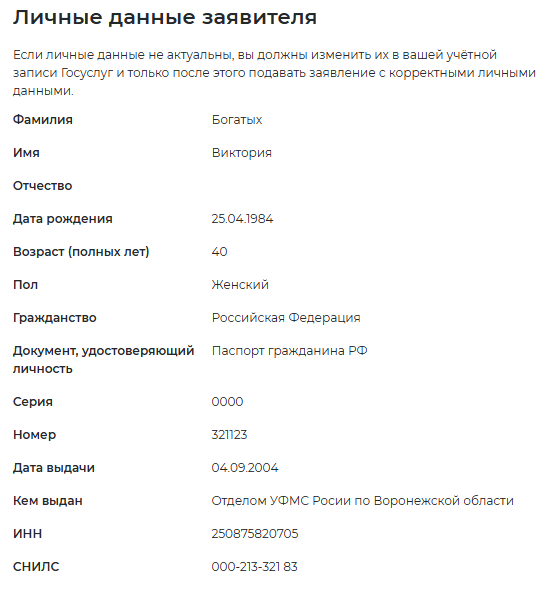 Личные данные заявителя
Если личные данные не актуальны, вы должны изменить их в вашей учётной
записи Госуслуг и только после этого подавать заявление с корректными личными
данными.
Фамилия Богатых
Имя Виктория
Отчество
Дата рождения 25.04.1984
Возраст (полных лет) 40
Пол Женский
Гражданство Российская Федерация
Документ, удостоверяющий Паспорт гражданина РФ
личность
Серия 0000
Номер 321123
Дата выдачи 04.09.2004
Кем выдан Отделом УФМС Росии по Воронежской области
ИНН 250875820705
СНИЛС 000-213-321 83